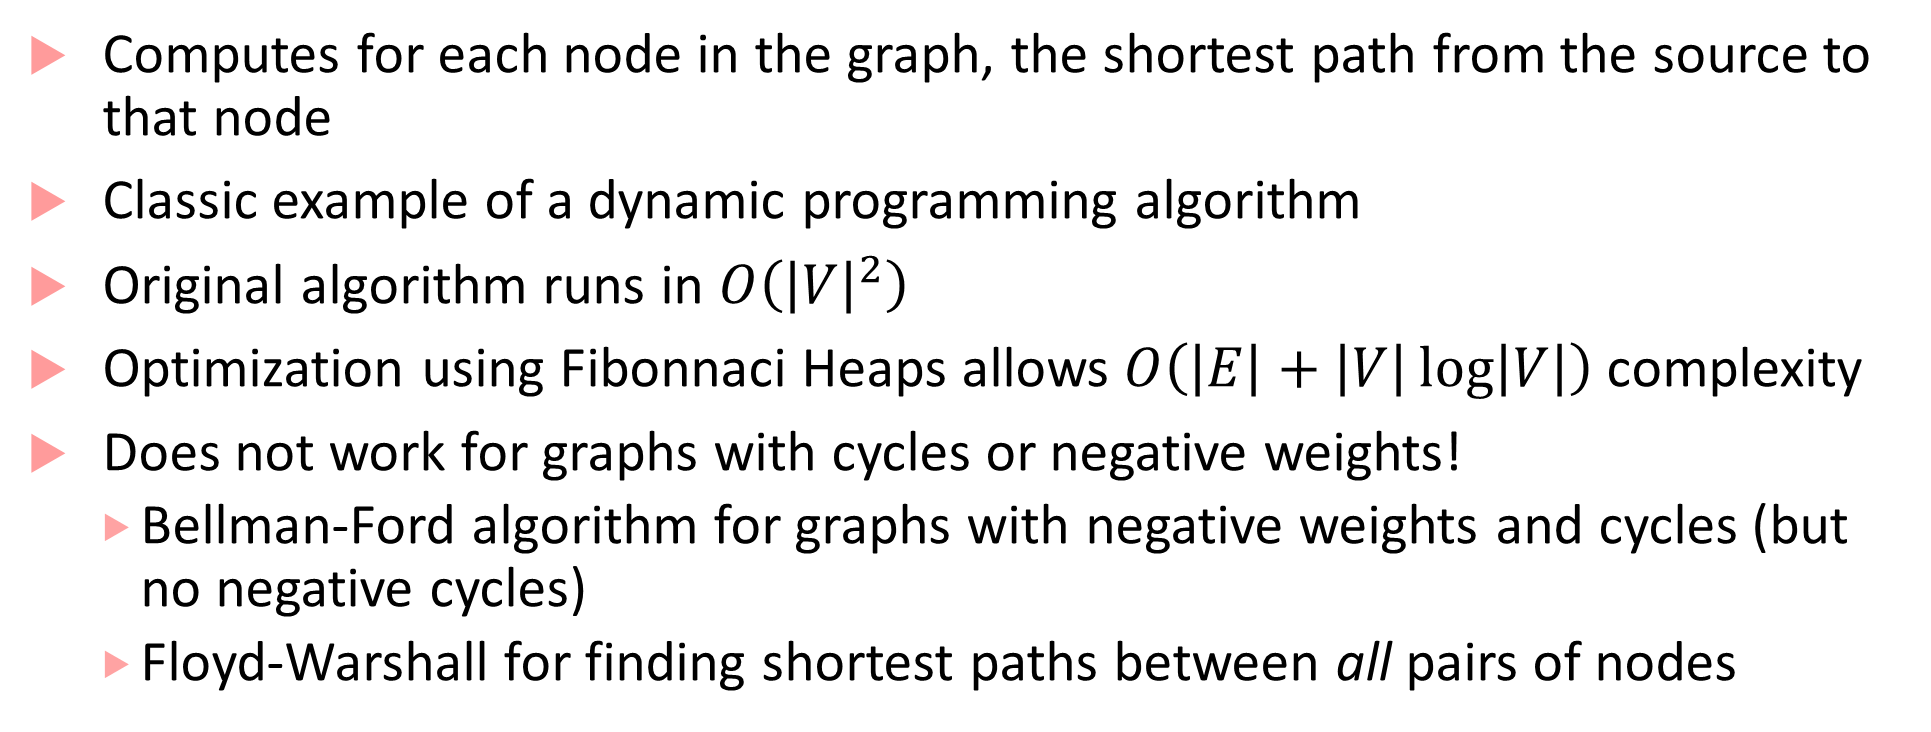 Computes for each node in the graph, the shortest path from the source to
that node
Classic example of a dynamic programming algorithm
Original algorithm runs in O(|V|²)
Optimization using Fibonnaci Heaps allows O(|E| + |V| log|V|) complexity
Does not work for graphs with cycles or negative weights!
Bellman-Ford algorithm for graphs with negative weights and cycles (but
no negative cycles)
Floyd-Warshall for finding shortest paths between all pairs of nodes